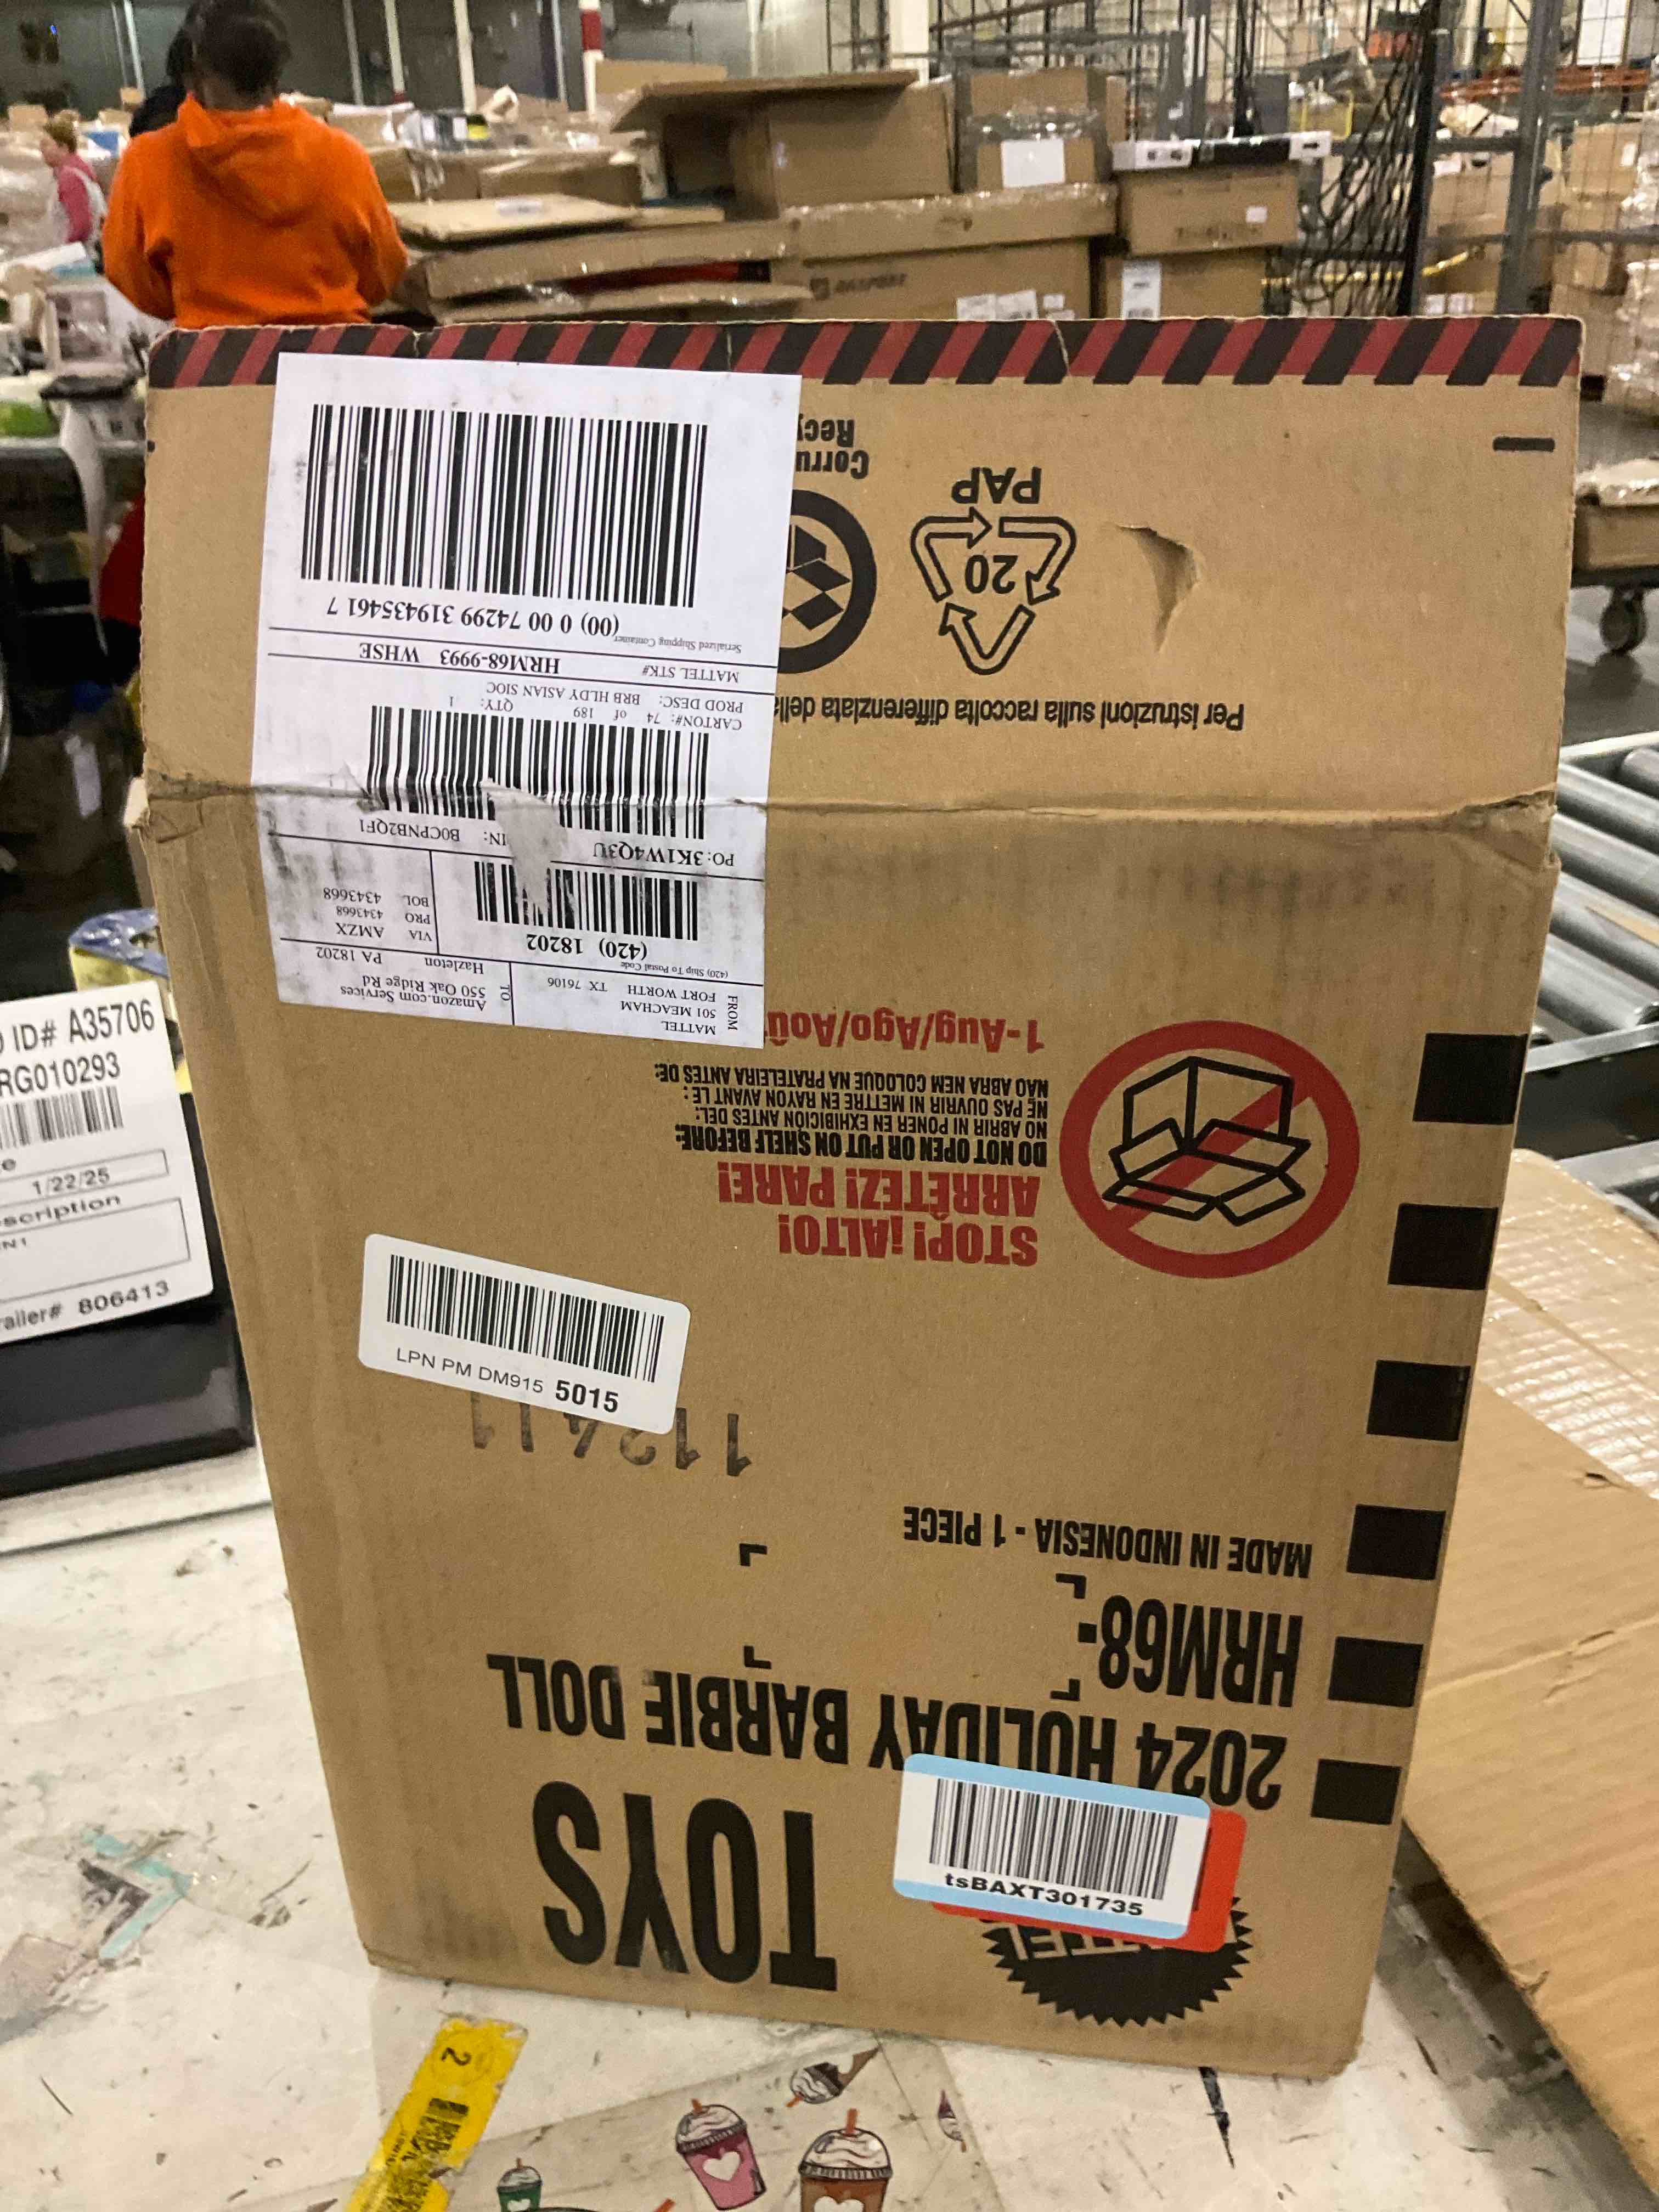 MATTEL
TOYS
2024 HOLIDAY BARBIE DOLL
HRM68-
MADE IN INDONESIA - 1 PIECE
LPN PM DM915 5015
tsBAXT301735
STOP! ¡ALTO!
ARRÊTEZ! PARE!
DO NOT OPEN OR PUT ON SHELF BEFORE:
NO ABRIR NI PONER EN EXHIBICIÓN ANTES DEL:
NE PAS OUVRIR NI METTRE EN RAYON AVANT LE :
NÃO ABRA NEM COLOQUE NA PRATELEIRA ANTES DE:
1-Aug/Ago/Aoû
FROM
MATTEL
501 MEACHAM
FORT WORTH TX 76106
TO
Amazon.com Services
550 Oak Ridge Rd
Hazleton PA 18202
(420) Ship To Postal Code
(420) 18202
VIA AMZX
PRO 4343668
BOL 4343668
PO: 3K1W4Q3U
IN: B0CPNB2QF1
CARTON#: 74 of 189 QTY: 1
PROD DESC: BRB HLDY ASIAN SIOC
MATTEL STK# HRM68-9993 WHSE
Serialized Shipping Container
(00) 0 00 74299 319435461 7
Per istruzioni sulla raccolta differenziata della
20
PAP
Corru
Recy
ID# A35706
RG010293
1/22/25
scription
N1
railer# 806413
2